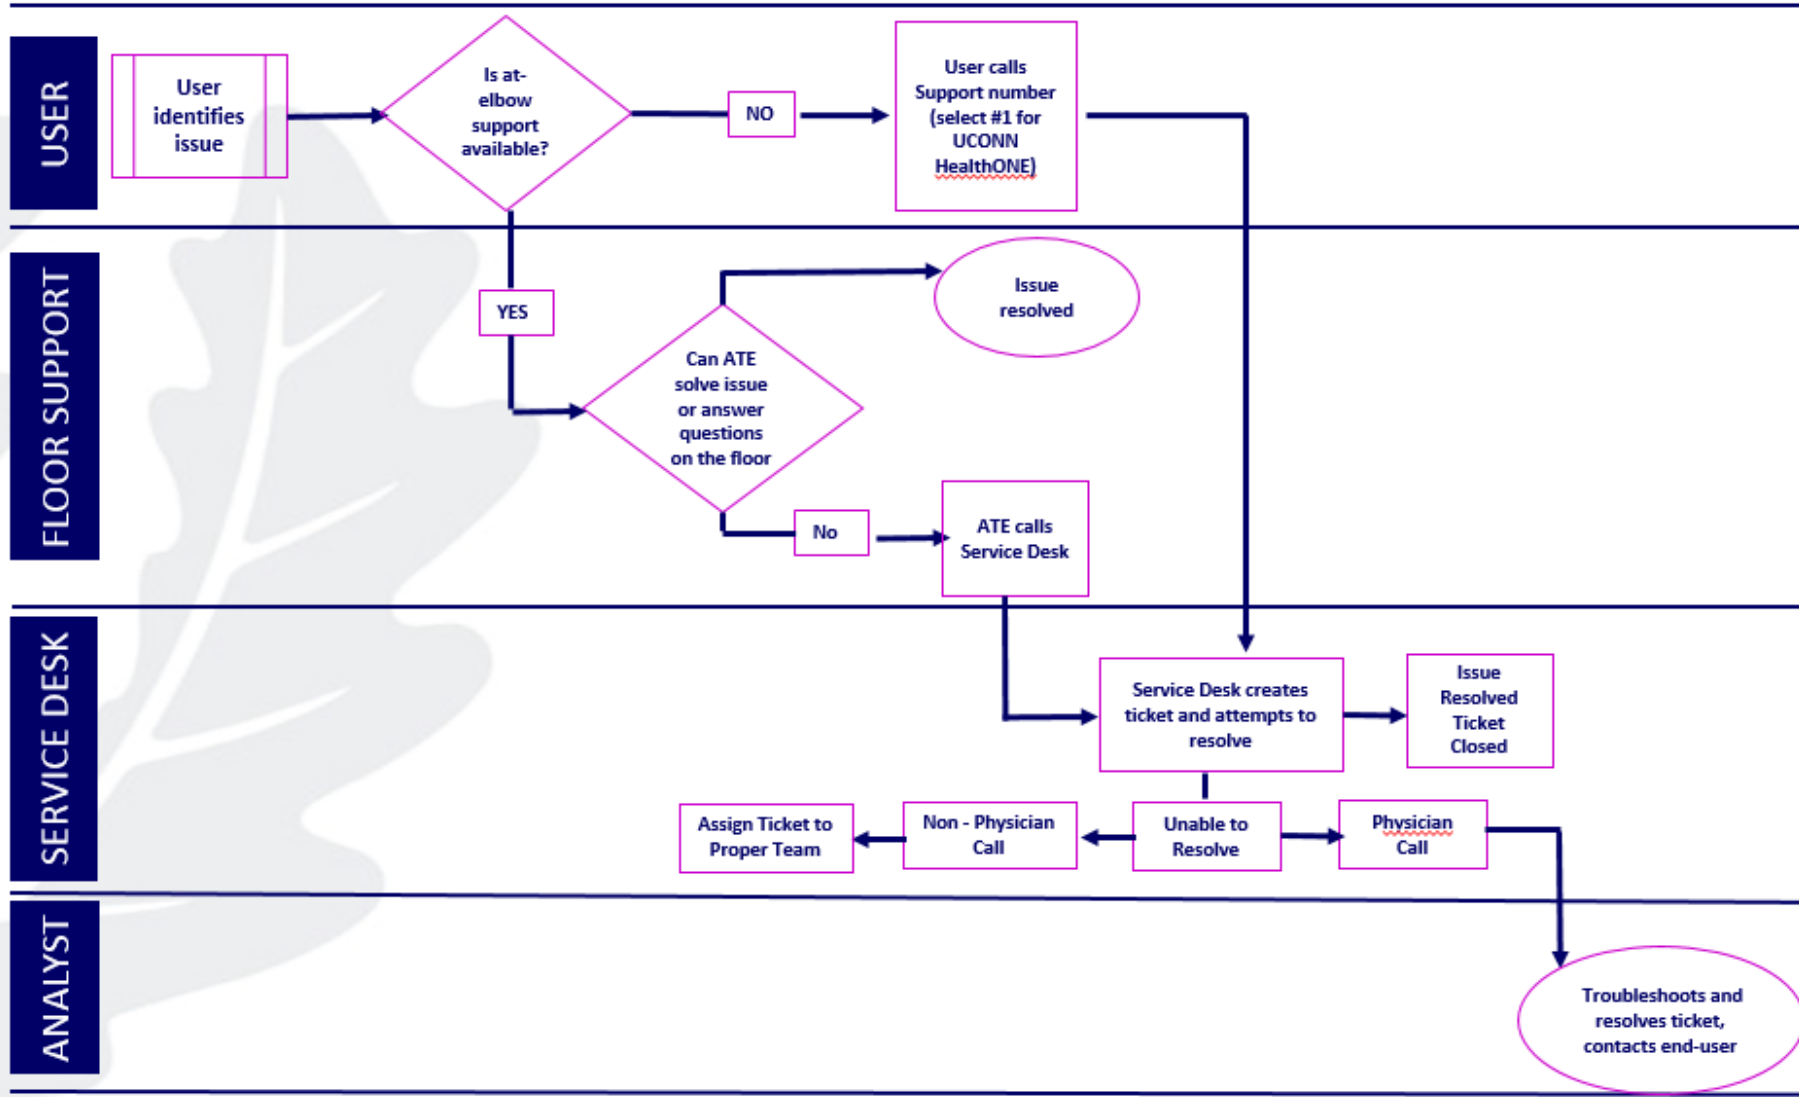 USER
User
identifies
issue
Is at-
elbow
support
available?
NO
User calls
Support number
(select #1 for
UCONN
HealthONE)
FLOOR SUPPORT
YES
Issue
resolved
Can ATE
solve issue
or answer
questions
on the floor
No
ATE calls
Service Desk
SERVICE DESK
Service Desk creates
ticket and attempts to
resolve
Issue
Resolved
Ticket
Closed
Assign Ticket to
Proper Team
Non - Physician
Call
Unable to
Resolve
Physician
Call
ANALYST
Troubleshoots and
resolves ticket,
contacts end-user